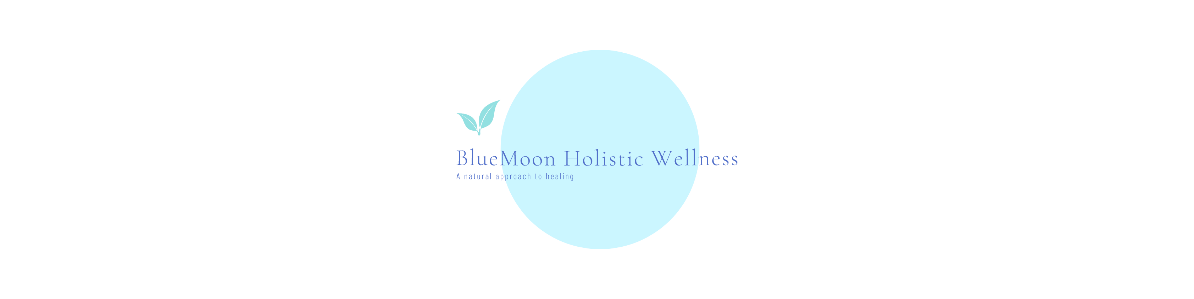 BlueMoon Holistic Wellness
A natural approach to healing